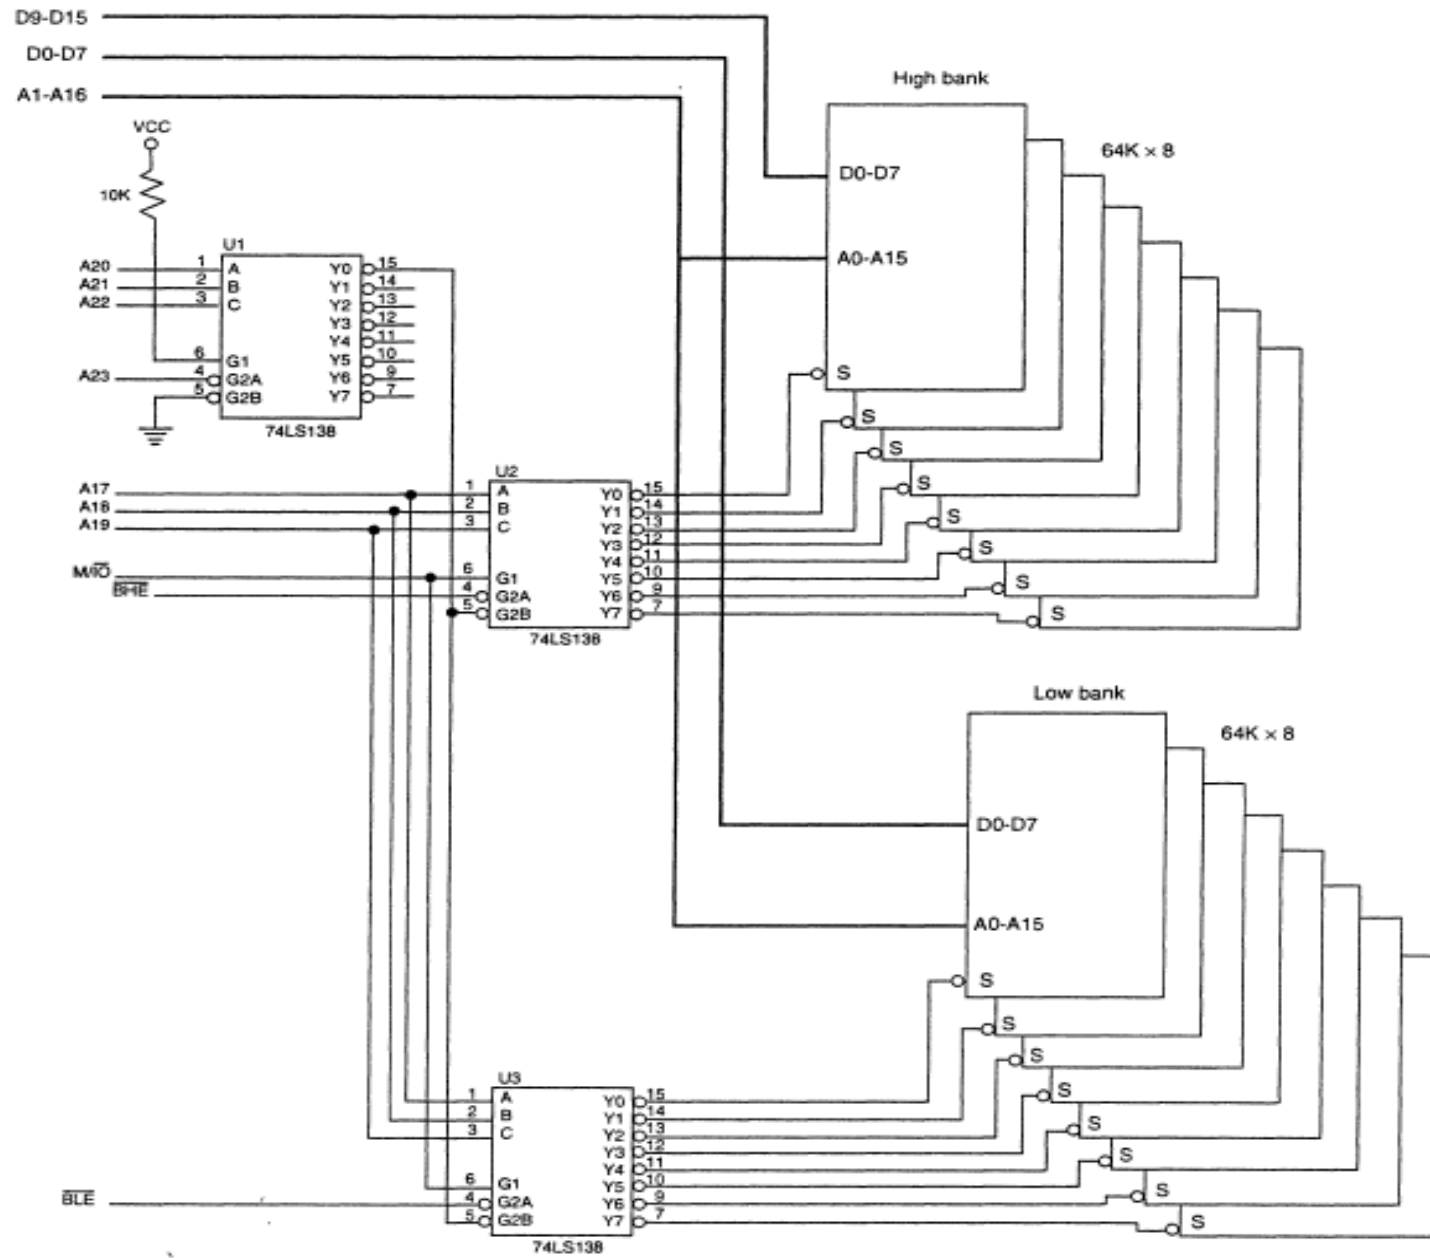 D9-D15
D0-D7
A1-A16
VCC
10K
High bank
64K × 8
D0-D7
A0-A15
S
S
S
S
S
S
S
S
U1
A20 1 A Y0 15
A21 2 B Y1 14
A22 3 C Y2 13
Y3 12
Y4 11
6 G1 Y5 10
A23 4 G2A Y6 9
5 G2B Y7 7
74LS138
U2
A17 1 A Y0 15
A18 2 B Y1 14
A19 3 C Y2 13
Y3 12
Y4 11
M/IO 6 G1 Y5 10
BHE 4 G2A Y6 9
5 G2B Y7 7
74LS138
Low bank
64K × 8
D0-D7
A0-A15
S
S
S
S
S
S
S
S
U3
1 A Y0 15
2 B Y1 14
3 C Y2 13
Y3 12
Y4 11
6 G1 Y5 10
BLE 4 G2A Y6 9
5 G2B Y7 7
74LS138